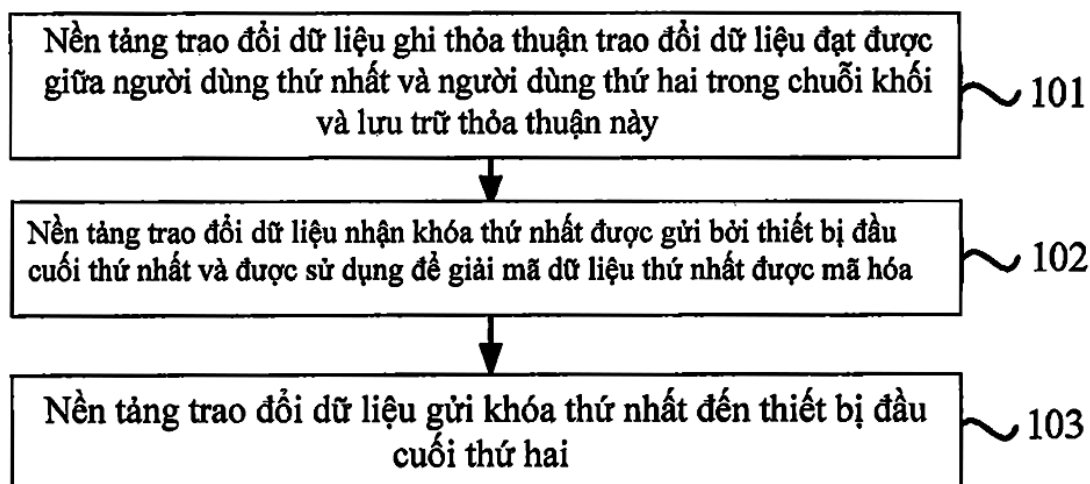 Nền tảng trao đổi dữ liệu ghi thỏa thuận trao đổi dữ liệu đạt được
giữa người dùng thứ nhất và người dùng thứ hai trong chuỗi khối
và lưu trữ thỏa thuận này
101
Nền tảng trao đổi dữ liệu nhận khóa thứ nhất được gửi bởi thiết bị đầu
cuối thứ nhất và được sử dụng để giải mã dữ liệu thứ nhất được mã hóa
102
Nền tảng trao đổi dữ liệu gửi khóa thứ nhất đến thiết bị đầu
cuối thứ hai
103